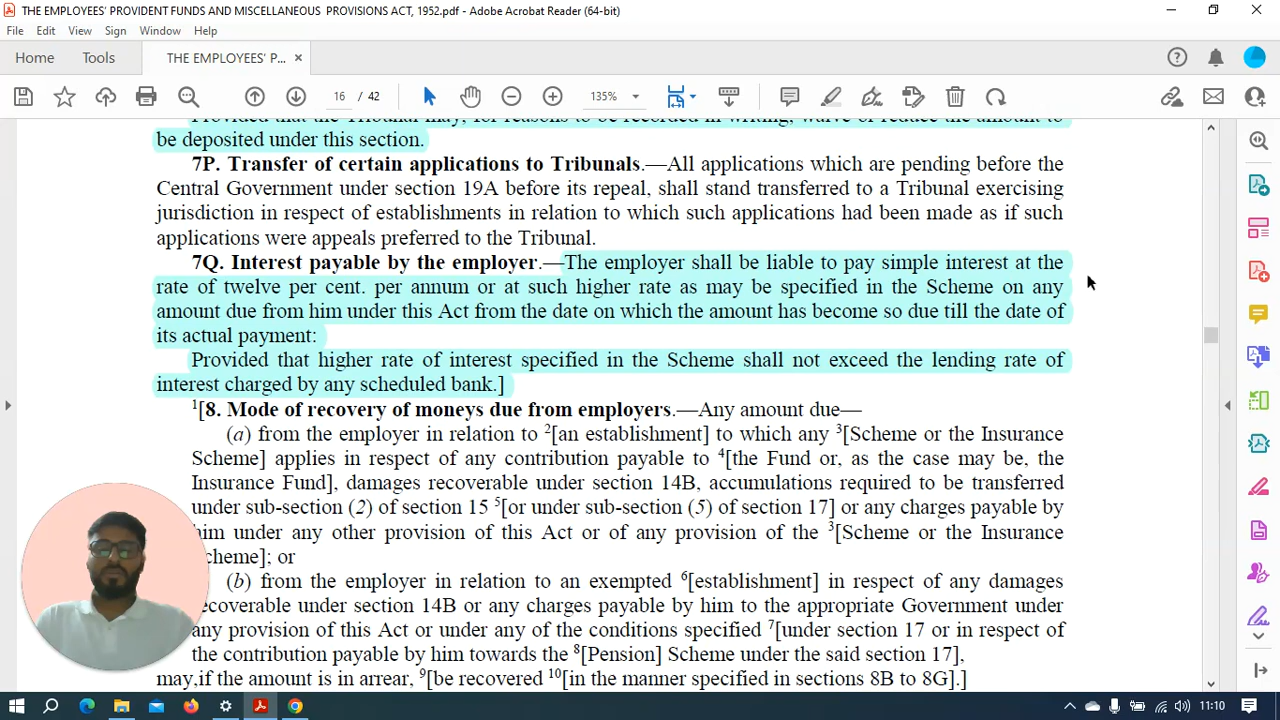 THE EMPLOYEES' PROVIDENT FUNDS AND MISCELLANEOUS PROVISIONS ACT, 1952.pdf - Adobe Acrobat Reader (64-bit)
File Edit View Sign Window Help
Home Tools THE EMPLOYEES' P... ×
16 / 42 135%
Provided that the Tribunal may, for reasons to be recorded in writing, waive or reduce the amount to
be deposited under this section.
7P. Transfer of certain applications to Tribunals.—All applications which are pending before the
Central Government under section 19A before its repeal, shall stand transferred to a Tribunal exercising
jurisdiction in respect of establishments in relation to which such applications had been made as if such
applications were appeals preferred to the Tribunal.
7Q. Interest payable by the employer.—The employer shall be liable to pay simple interest at the
rate of twelve per cent. per annum or at such higher rate as may be specified in the Scheme on any
amount due from him under this Act from the date on which the amount has become so due till the date of
its actual payment:
Provided that higher rate of interest specified in the Scheme shall not exceed the lending rate of
interest charged by any scheduled bank.]
1[8. Mode of recovery of moneys due from employers.—Any amount due—
(a) from the employer in relation to 2[an establishment] to which any 3[Scheme or the Insurance
Scheme] applies in respect of any contribution payable to 4[the Fund or, as the case may be, the
Insurance Fund], damages recoverable under section 14B, accumulations required to be transferred
under sub-section (2) of section 15 5[or under sub-section (5) of section 17] or any charges payable by
him under any other provision of this Act or of any provision of the 3[Scheme or the Insurance
Scheme]; or
(b) from the employer in relation to an exempted 6[establishment] in respect of any damages
recoverable under section 14B or any charges payable by him to the appropriate Government under
any provision of this Act or under any of the conditions specified 7[under section 17 or in respect of
the contribution payable by him towards the 8[Pension] Scheme under the said section 17],
may,if the amount is in arrear, 9[be recovered 10[in the manner specified in sections 8B to 8G].]
11:10